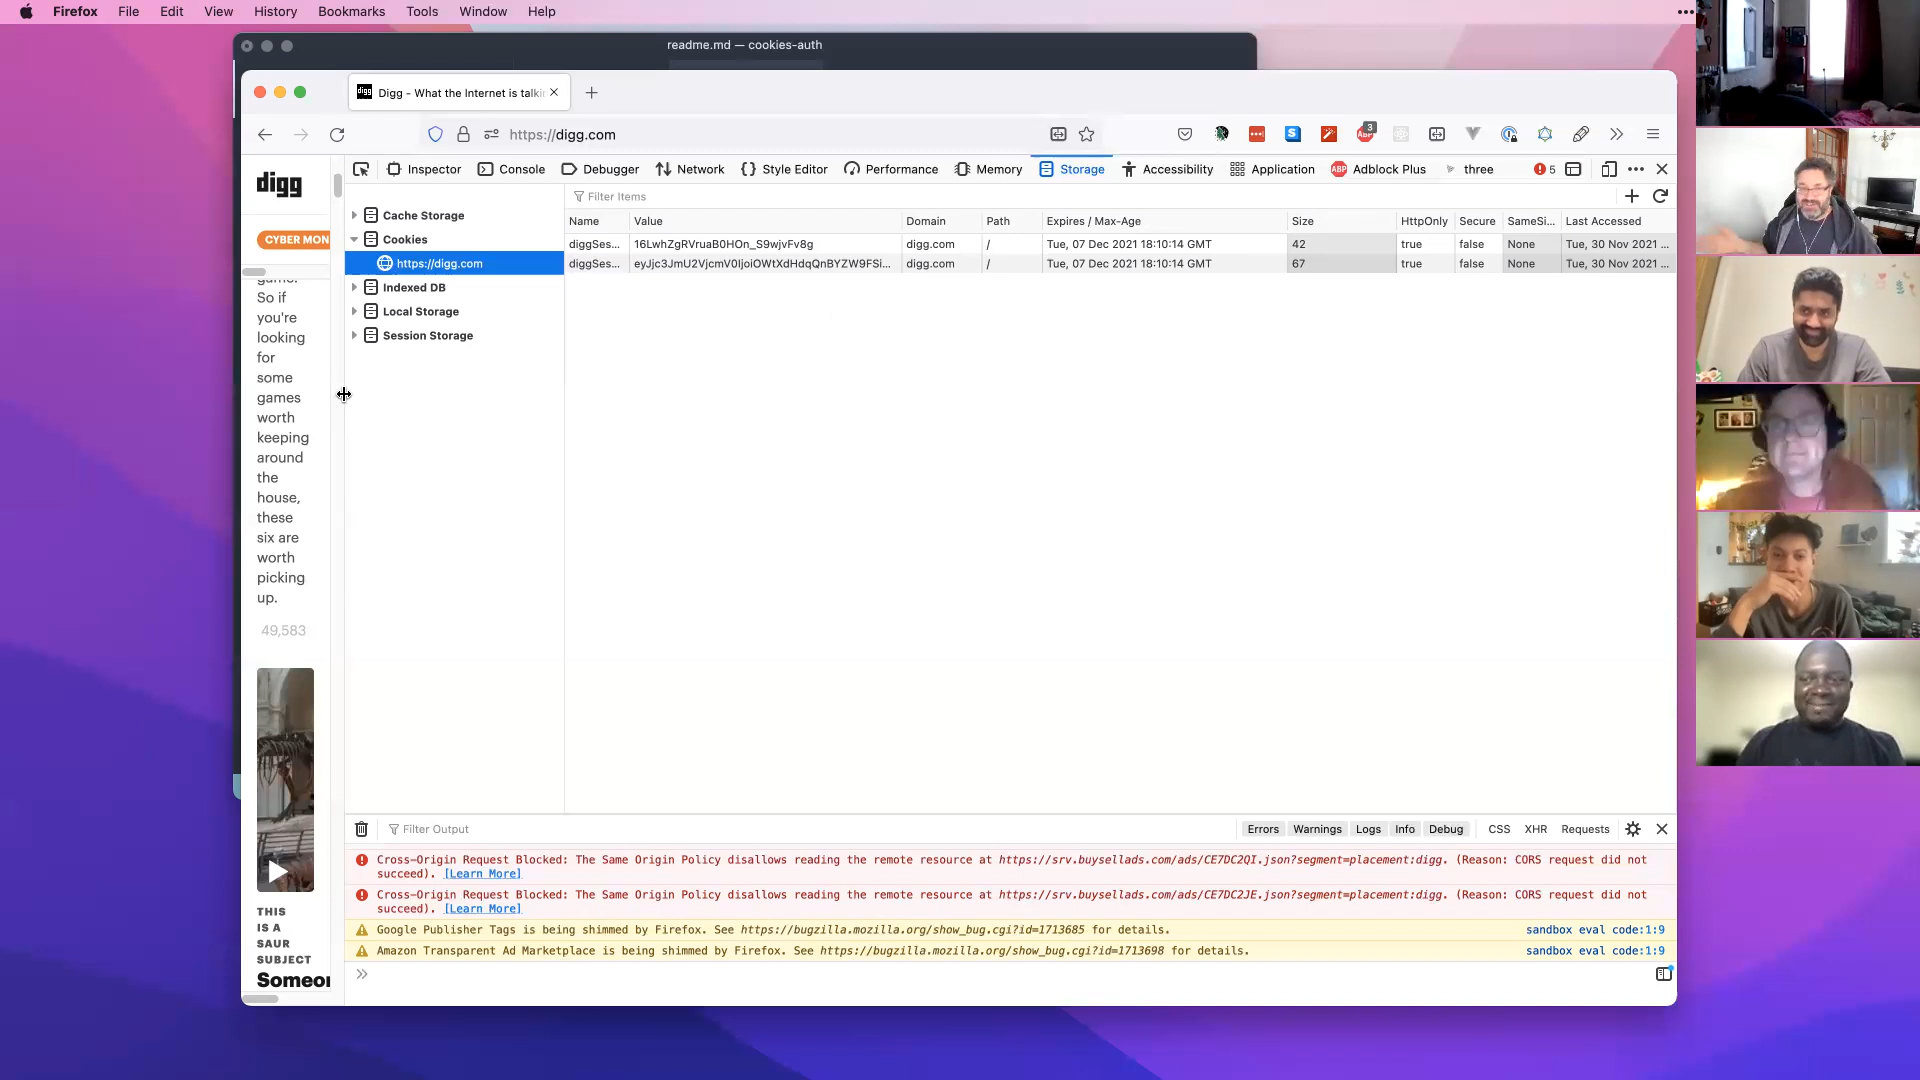 Firefox File Edit View History Bookmarks Tools Window Help
readme.md — cookies-auth
digg Digg - What the Internet is talki
https://digg.com
3
Inspector Console Debugger Network Style Editor Performance Memory Storage Accessibility Application ABP Adblock Plus three 5
digg
CYBER MON
game.
So if
you're
looking
for
some
games
worth
keeping
around
the
house,
these
six are
worth
picking
up.
49,583
THIS
IS A
SAUR
SUBJECT
Someor
Cache Storage
Cookies
https://digg.com
Indexed DB
Local Storage
Session Storage
Filter Items
Name Value Domain Path Expires / Max-Age Size HttpOnly Secure SameSi... Last Accessed
diggSes... 16LwhZgRVruaB0HOn_S9wjvFv8g digg.com / Tue, 07 Dec 2021 18:10:14 GMT 42 true false None Tue, 30 Nov 2021 ...
diggSes... eyJjc3JmU2VjcmV0IjoiOWtXdHdqQnBYZW9FSi... digg.com / Tue, 07 Dec 2021 18:10:14 GMT 67 true false None Tue, 30 Nov 2021 ...
Filter Output Errors Warnings Logs Info Debug CSS XHR Requests
Cross-Origin Request Blocked: The Same Origin Policy disallows reading the remote resource at https://srv.buysellads.com/ads/CE7DC2QI.json?segment=placement:digg. (Reason: CORS request did not
succeed). [Learn More]
Cross-Origin Request Blocked: The Same Origin Policy disallows reading the remote resource at https://srv.buysellads.com/ads/CE7DC2JE.json?segment=placement:digg. (Reason: CORS request did not
succeed). [Learn More]
Google Publisher Tags is being shimmed by Firefox. See https://bugzilla.mozilla.org/show_bug.cgi?id=1713685 for details. sandbox eval code:1:9
Amazon Transparent Ad Marketplace is being shimmed by Firefox. See https://bugzilla.mozilla.org/show_bug.cgi?id=1713698 for details. sandbox eval code:1:9